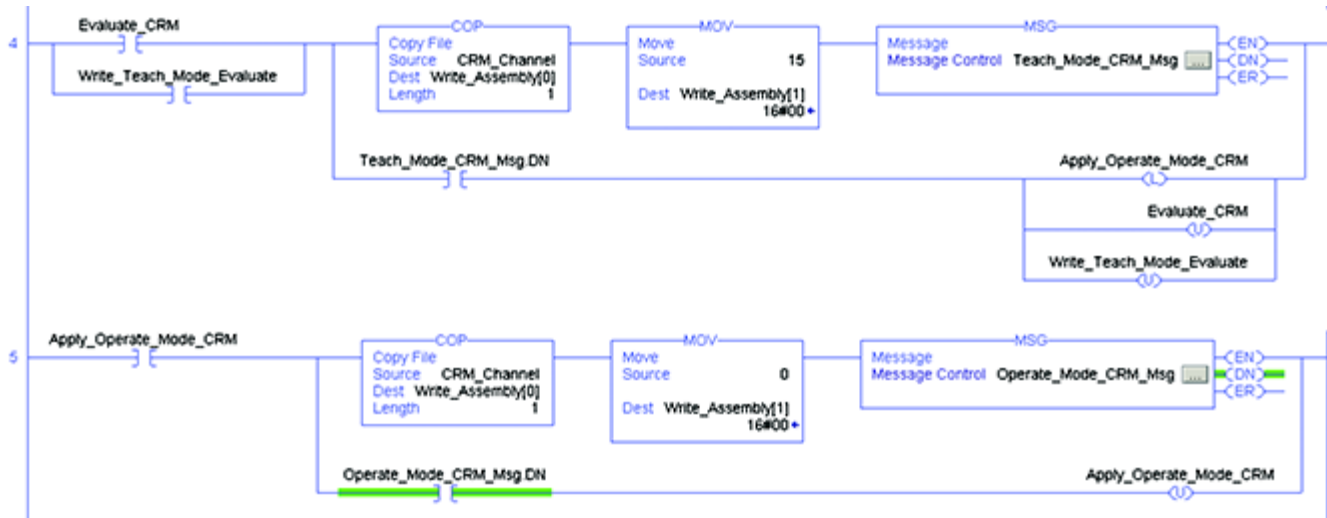 4
Evaluate_CRM
Write_Teach_Mode_Evaluate
COP
Copy File
Source CRM_Channel
Dest Write_Assembly[0]
Length 1
MOV
Move
Source 15
Dest Write_Assembly[1]
16#00
MSG
Message
Message Control Teach_Mode_CRM_Msg ...
EN
DN
ER
Teach_Mode_CRM_Msg.DN
Apply_Operate_Mode_CRM
L
Evaluate_CRM
U
Write_Teach_Mode_Evaluate
U
5
Apply_Operate_Mode_CRM
COP
Copy File
Source CRM_Channel
Dest Write_Assembly[0]
Length 1
MOV
Move
Source 0
Dest Write_Assembly[1]
16#00
MSG
Message
Message Control Operate_Mode_CRM_Msg ...
EN
DN
ER
Operate_Mode_CRM_Msg.DN
Apply_Operate_Mode_CRM
U